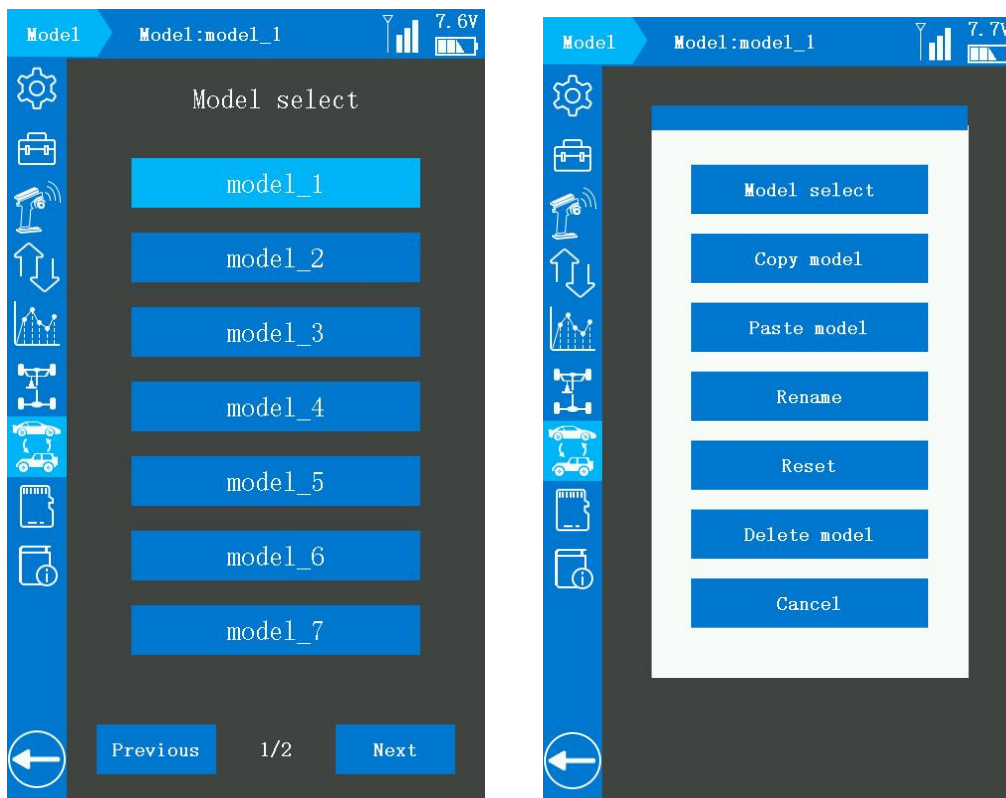 Model Model:model_1 7.6V
Model select
model_1
model_2
model_3
model_4
model_5
model_6
model_7
Previous 1/2 Next
Model Model:model_1 7.7V
Model select
Copy model
Paste model
Rename
Reset
Delete model
Cancel